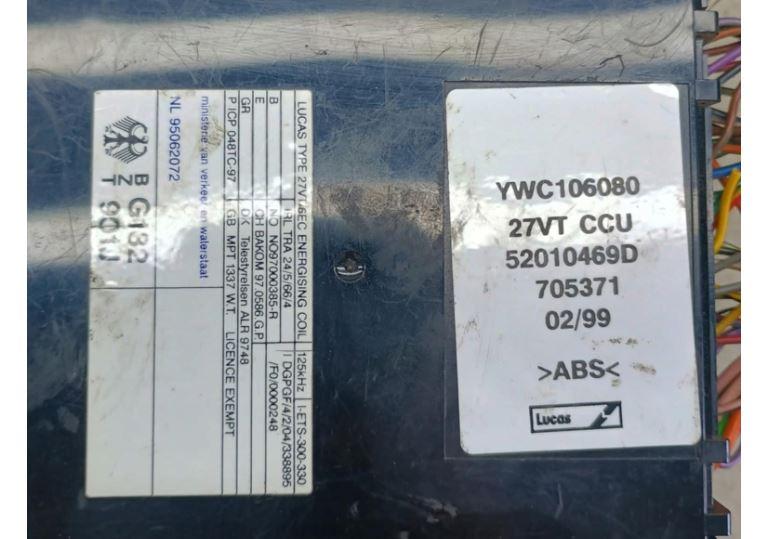 YWC106080
27VT CCU
52010469D
705371
02/99
>ABS<
Lucas
LUCAS TYPE 27VT SEC ENERGISING COIL 125kHz I-ETS-300-330
B IRL TRA 24/5/66/4 I DGPGF/4/2/04/338895
/F0/0000248
E NO NO97000385-R
CH BAKOM 97.0586.G.P.
GR DK Telestyrelsen ALR 9748
P ICP 048TC-97 GB MPT 1337 W.T. LICENCE EXEMPT
ministerie van verkeer en waterstaat
NL 95062072
B G132
Z
T 901J